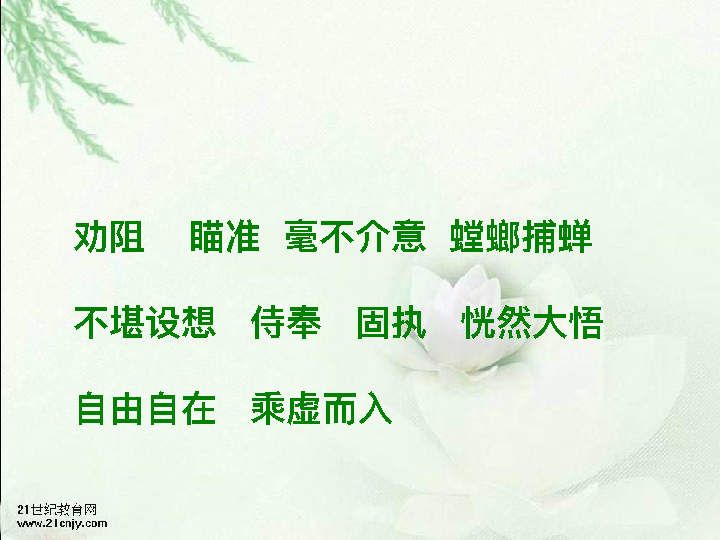 劝阻 瞄准 毫不介意 螳螂捕蝉
不堪设想 侍奉 固执 恍然大悟
自由自在 乘虚而入
21世纪教育网
www.21cnjy.com